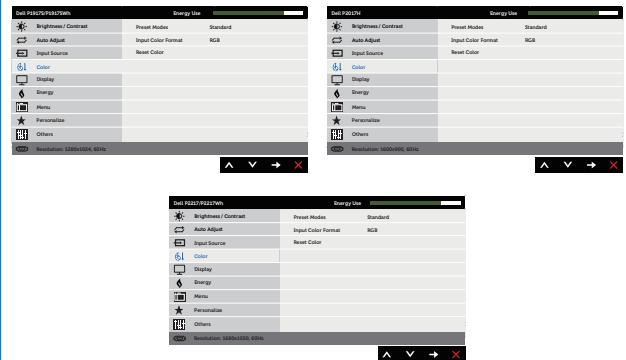 Dell P1917S/P1917SWh Energy Use
Brightness / Contrast Preset Modes Standard
Auto Adjust Input Color Format RGB
Input Source Reset Color
Color
Display
Energy
Menu
Personalize
Others
Resolution: 1280x1024, 60Hz
Dell P2017H Energy Use
Brightness / Contrast Preset Modes Standard
Auto Adjust Input Color Format RGB
Input Source Reset Color
Color
Display
Energy
Menu
Personalize
Others
Resolution: 1600x900, 60Hz
Dell P2217/P2217Wh Energy Use
Brightness / Contrast Preset Modes Standard
Auto Adjust Input Color Format RGB
Input Source Reset Color
Color
Display
Energy
Menu
Personalize
Others
Resolution: 1680x1050, 60Hz